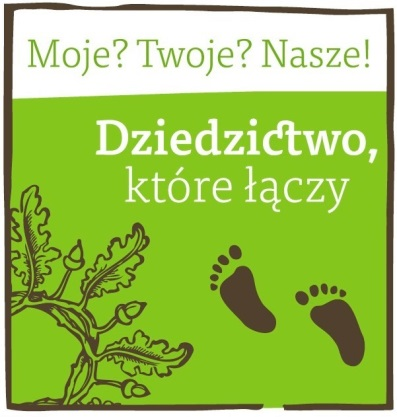 Moje? Twoje? Nasze!
Dziedzictwo,
które łączy